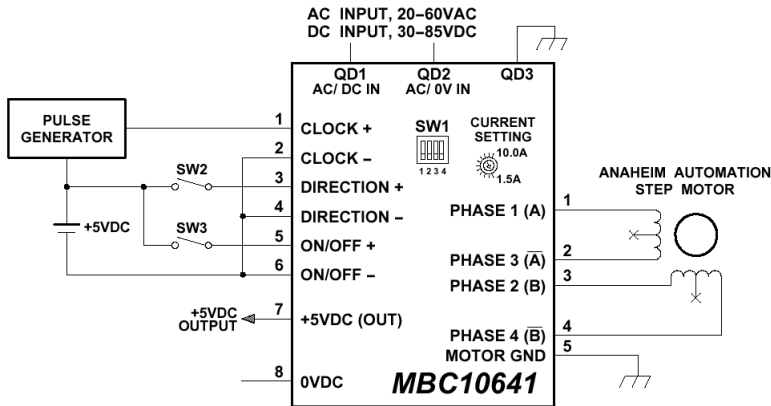 AC INPUT, 20–60VAC
DC INPUT, 30–85VDC
QD1
AC/ DC IN
QD2
AC/ 0V IN
QD3
PULSE
GENERATOR
1
CLOCK +
2
CLOCK –
SW2
3
DIRECTION +
4
DIRECTION –
+5VDC
SW3
5
ON/OFF +
6
ON/OFF –
+5VDC
OUTPUT
7
+5VDC (OUT)
8
0VDC
SW1
1 2 3 4
CURRENT
SETTING
10.0A
1.5A
ANAHEIM AUTOMATION
STEP MOTOR
PHASE 1 (A)
1
PHASE 3 (A̅)
2
PHASE 2 (B)
3
PHASE 4 (B̅)
4
MOTOR GND
5
MBC10641